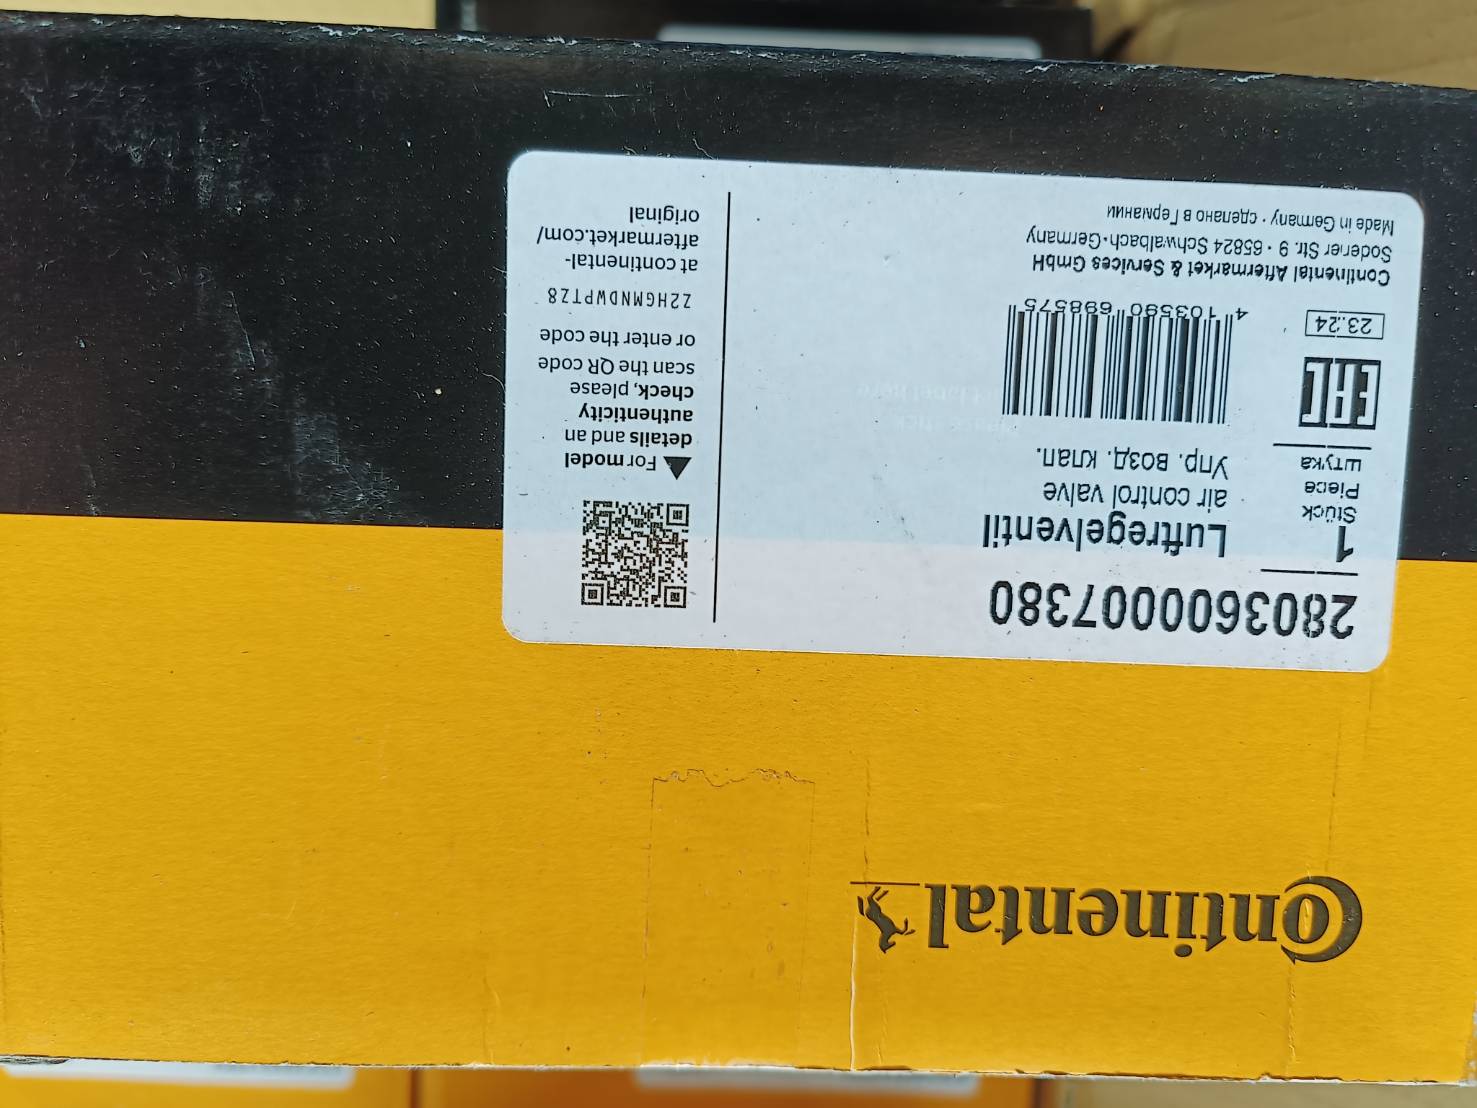 Continental
2803600007380
1
Stück
Piece
штука
Luftregelventil
air control valve
Упр. возд. клап.
EAC
23.24
4 103590 698575
Continental Aftermarket & Services GmbH
Sodener Str. 9 · 65824 Schwalbach·Germany
Made in Germany · сделано в Германии
▲ For model
details and an
authenticity
check, please
scan the QR code
or enter the code
Z2HGMNDWPTZ8
at continental-
aftermarket.com/
original